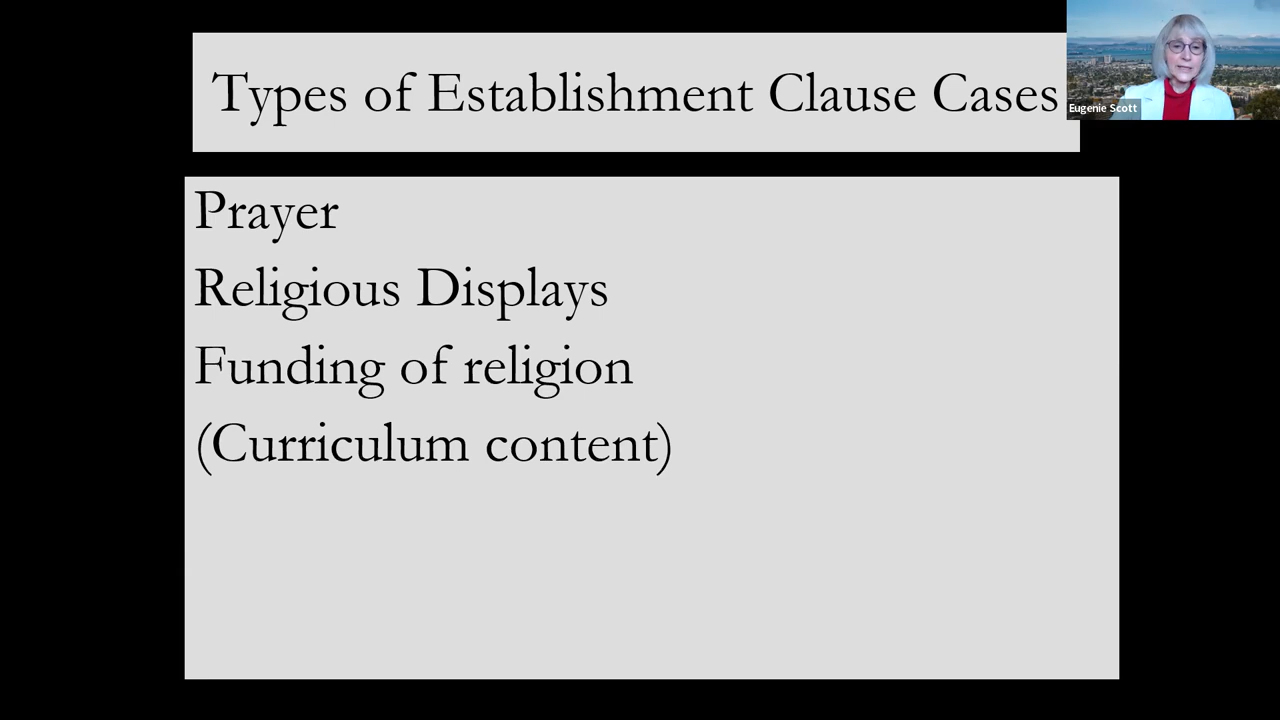 Types of Establishment Clause Cases
Eugenie Scott
Prayer
Religious Displays
Funding of religion
(Curriculum content)